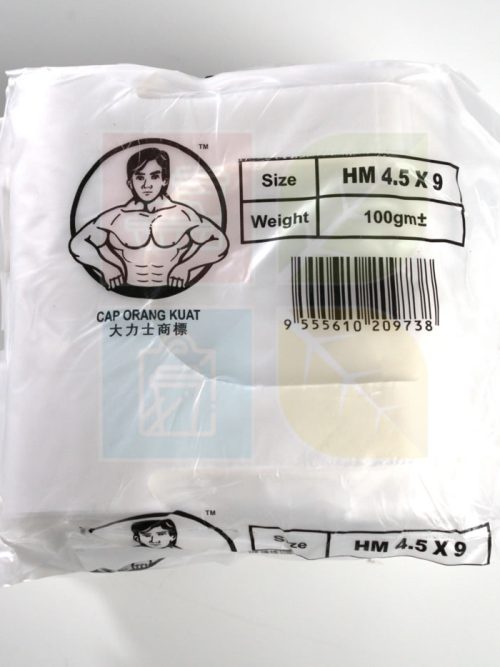 TM
Size HM 4.5 X 9
Weight 100gm±
9 555610 209738
CAP ORANG KUAT
大力士商標
TM
Size HM 4.5 X 9